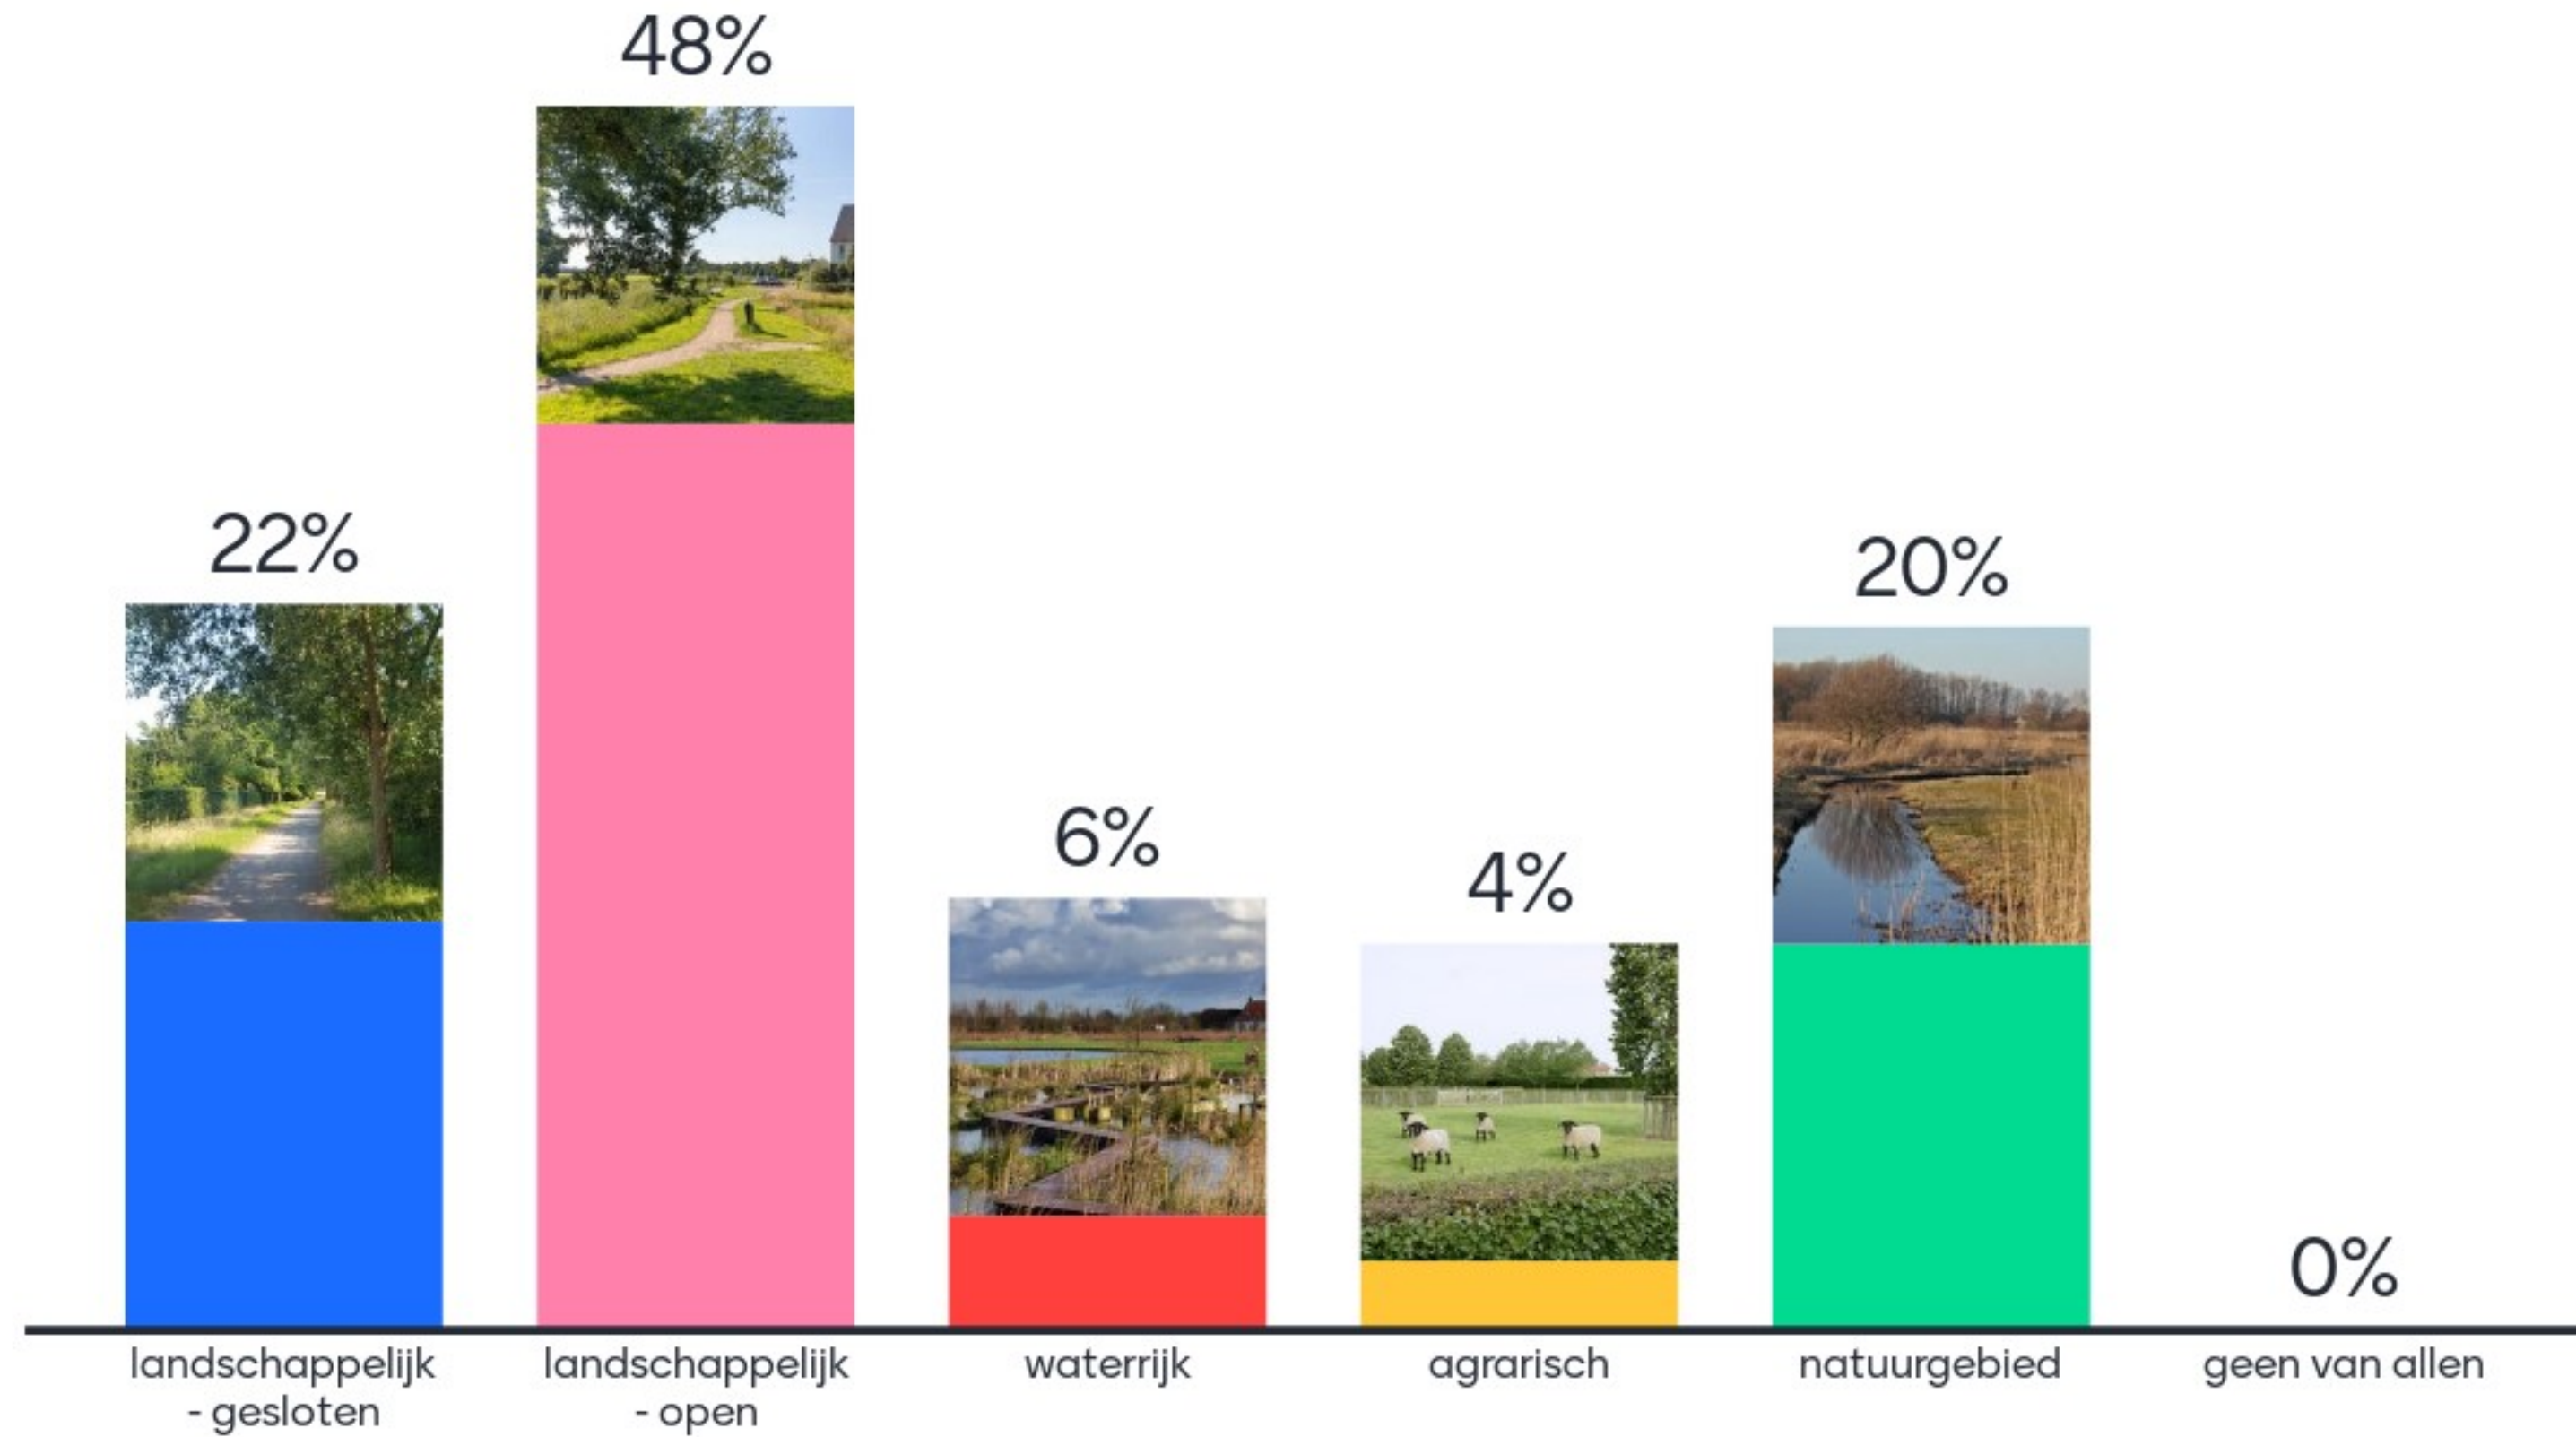 48%
22%
20%
6%
4%
0%
landschappelijk
- gesloten
landschappelijk
- open
waterrijk
agrarisch
natuurgebied
geen van allen